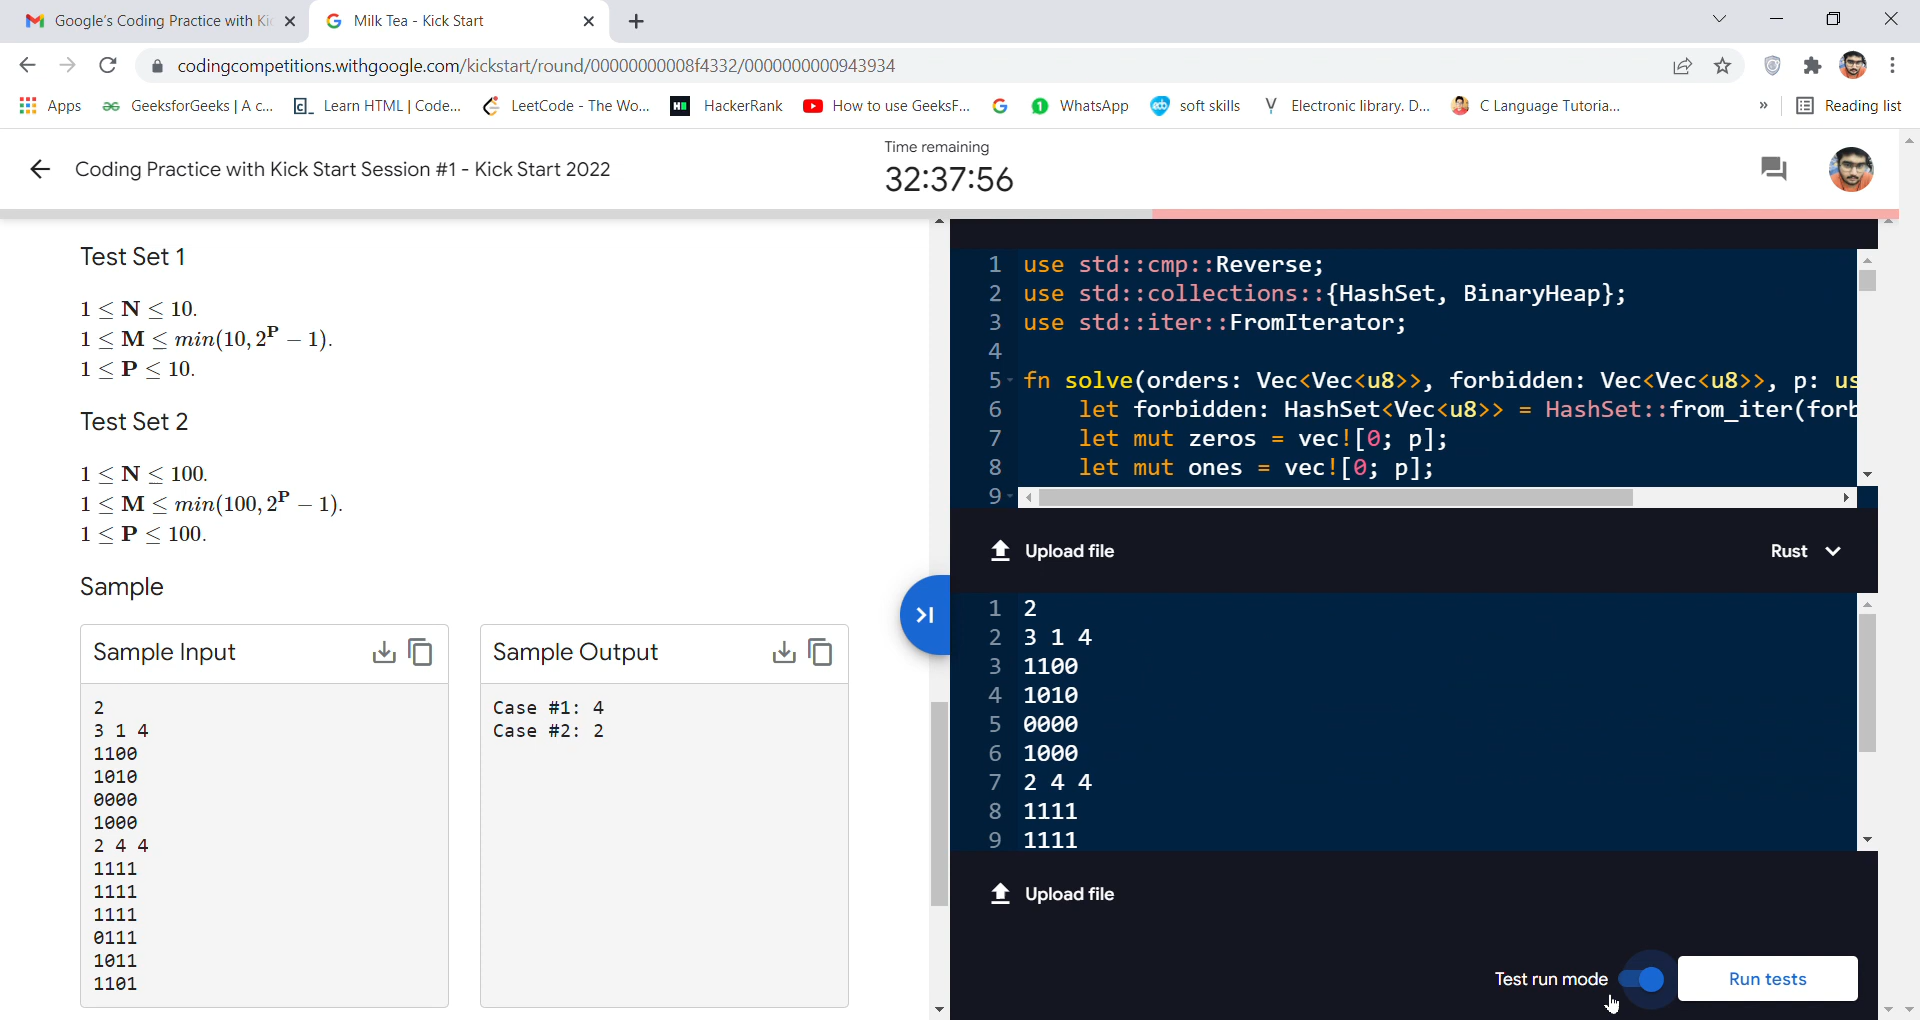 Google's Coding Practice with Ki
Milk Tea - Kick Start
codingcompetitions.withgoogle.com/kickstart/round/00000000008f4332/0000000000943934
Apps
GeeksforGeeks | A c...
Learn HTML | Code...
LeetCode - The Wo...
HackerRank
How to use GeeksF...
WhatsApp
soft skills
Electronic library. D...
C Language Tutoria...
»
Reading list
Coding Practice with Kick Start Session #1 - Kick Start 2022
Time remaining
32:37:56
Test Set 1
1 ≤ N ≤ 10.
1 ≤ M ≤ min(10, 2^P − 1).
1 ≤ P ≤ 10.
Test Set 2
1 ≤ N ≤ 100.
1 ≤ M ≤ min(100, 2^P − 1).
1 ≤ P ≤ 100.
Sample
Sample Input
2
3 1 4
1100
1010
0000
1000
2 4 4
1111
1111
1111
0111
1011
1101
Sample Output
Case #1: 4
Case #2: 2
1 use std::cmp::Reverse;
2 use std::collections::{HashSet, BinaryHeap};
3 use std::iter::FromIterator;
4
5 fn solve(orders: Vec<Vec<u8>>, forbidden: Vec<Vec<u8>>, p: us
6 let forbidden: HashSet<Vec<u8>> = HashSet::from_iter(forb
7 let mut zeros = vec![0; p];
8 let mut ones = vec![0; p];
9
Upload file
Rust
1 2
2 3 1 4
3 1100
4 1010
5 0000
6 1000
7 2 4 4
8 1111
9 1111
Upload file
Test run mode
Run tests